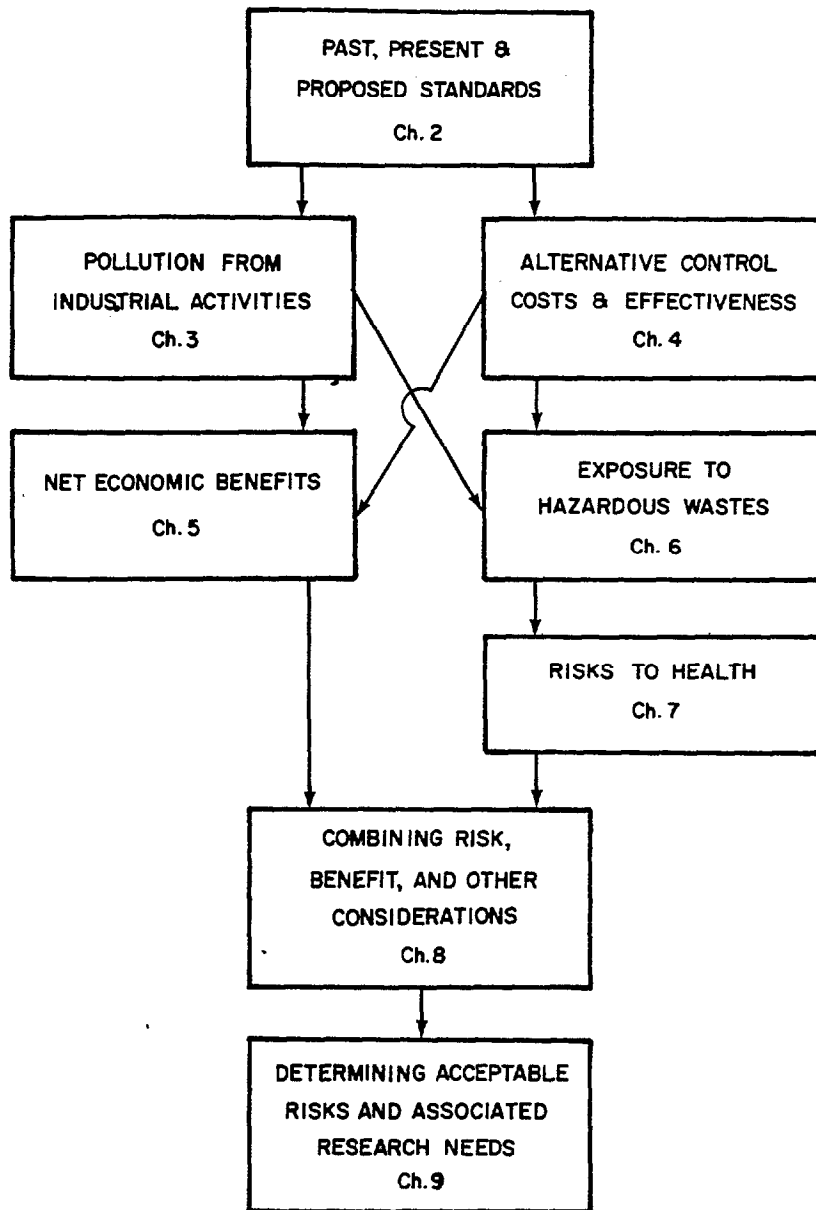 PAST, PRESENT &
PROPOSED STANDARDS
Ch. 2
POLLUTION FROM
INDUSTRIAL ACTIVITIES
Ch. 3
ALTERNATIVE CONTROL
COSTS & EFFECTIVENESS
Ch. 4
NET ECONOMIC BENEFITS
Ch. 5
EXPOSURE TO
HAZARDOUS WASTES
Ch. 6
RISKS TO HEALTH
Ch. 7
COMBINING RISK,
BENEFIT, AND OTHER
CONSIDERATIONS
Ch. 8
DETERMINING ACCEPTABLE
RISKS AND ASSOCIATED
RESEARCH NEEDS
Ch. 9